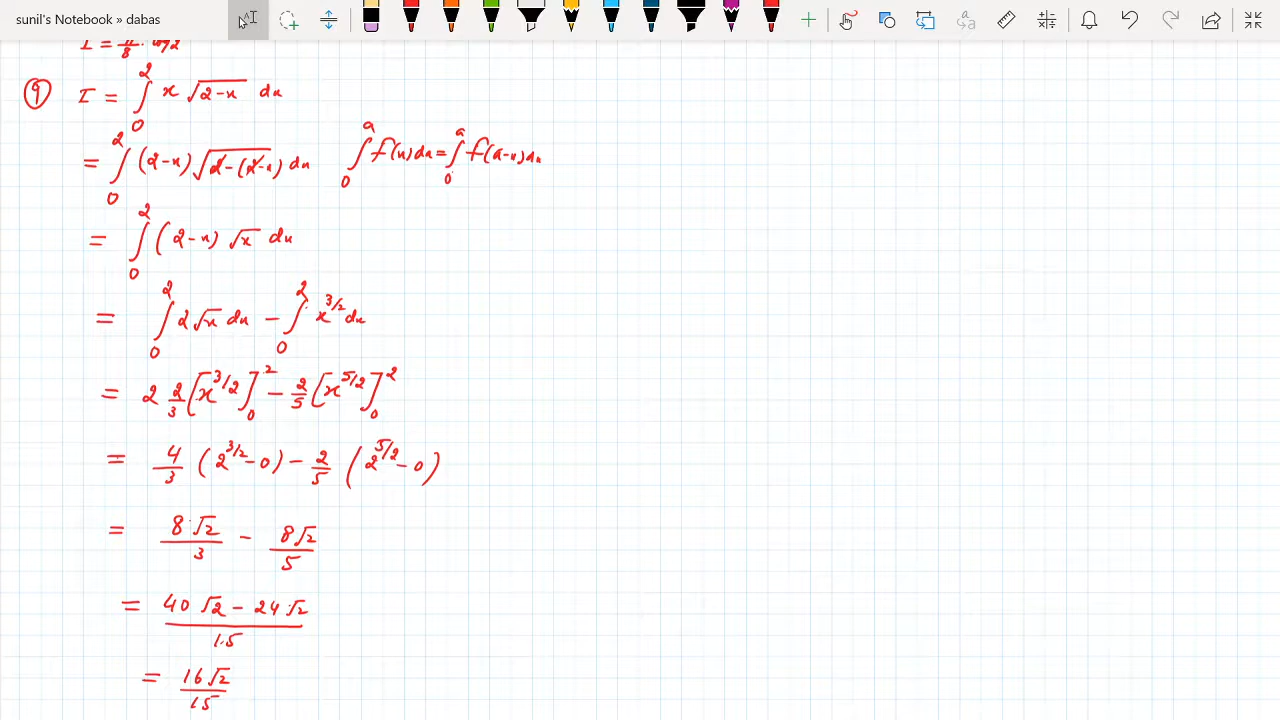 sunil's Notebook » dabas
I = π/8 · log2
9 I = ∫₀² x √(2-x) dx
= ∫₀² (2-x) √(2-(2-x)) dx ∫₀ᵃ f(x)dx = ∫₀ᵃ f(a-x)dx
= ∫₀² (2-x) √x dx
= ∫₀² 2√x dx - ∫₀² x^3/2 dx
= 2 2/3 [x^3/2]₀² - 2/5 [x^5/2]₀²
= 4/3 (2^3/2 - 0) - 2/5 (2^5/2 - 0)
= 8·√2/3 - 8√2/5
= (40√2 - 24√2)/15
= 16√2/15